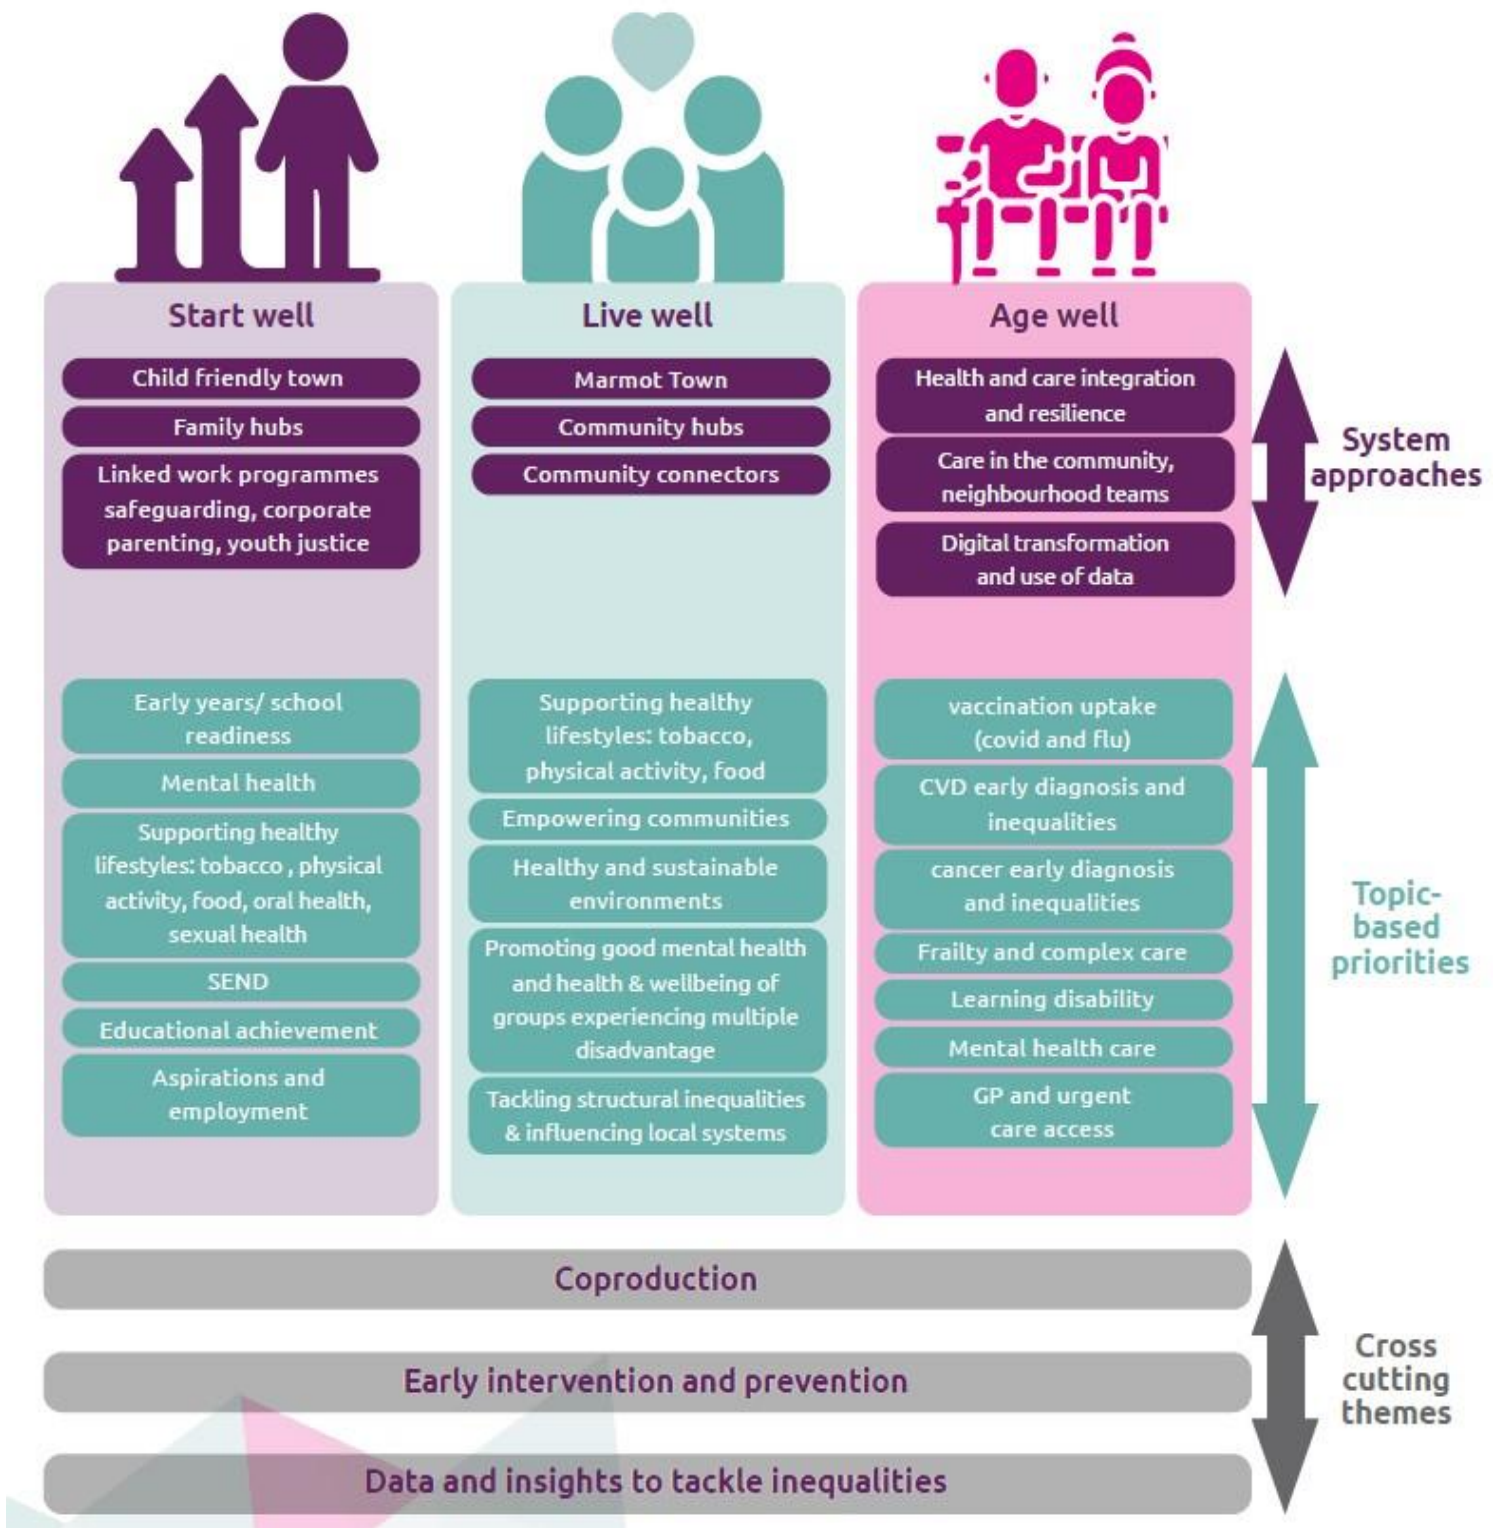 Start well
Child friendly town
Family hubs
Linked work programmes
safeguarding, corporate
parenting, youth justice
Early years/ school
readiness
Mental health
Supporting healthy
lifestyles: tobacco , physical
activity, food, oral health,
sexual health
SEND
Educational achievement
Aspirations and
employment
Live well
Marmot Town
Community hubs
Community connectors
Supporting healthy
lifestyles: tobacco,
physical activity, food
Empowering communities
Healthy and sustainable
environments
Promoting good mental health
and health & wellbeing of
groups experiencing multiple
disadvantage
Tackling structural inequalities
& influencing local systems
Age well
Health and care integration
and resilience
Care in the community,
neighbourhood teams
Digital transformation
and use of data
vaccination uptake
(covid and flu)
CVD early diagnosis and
inequalities
cancer early diagnosis
and inequalities
Frailty and complex care
Learning disability
Mental health care
GP and urgent
care access
System
approaches
Topic-
based
priorities
Coproduction
Early intervention and prevention
Data and insights to tackle inequalities
Cross
cutting
themes